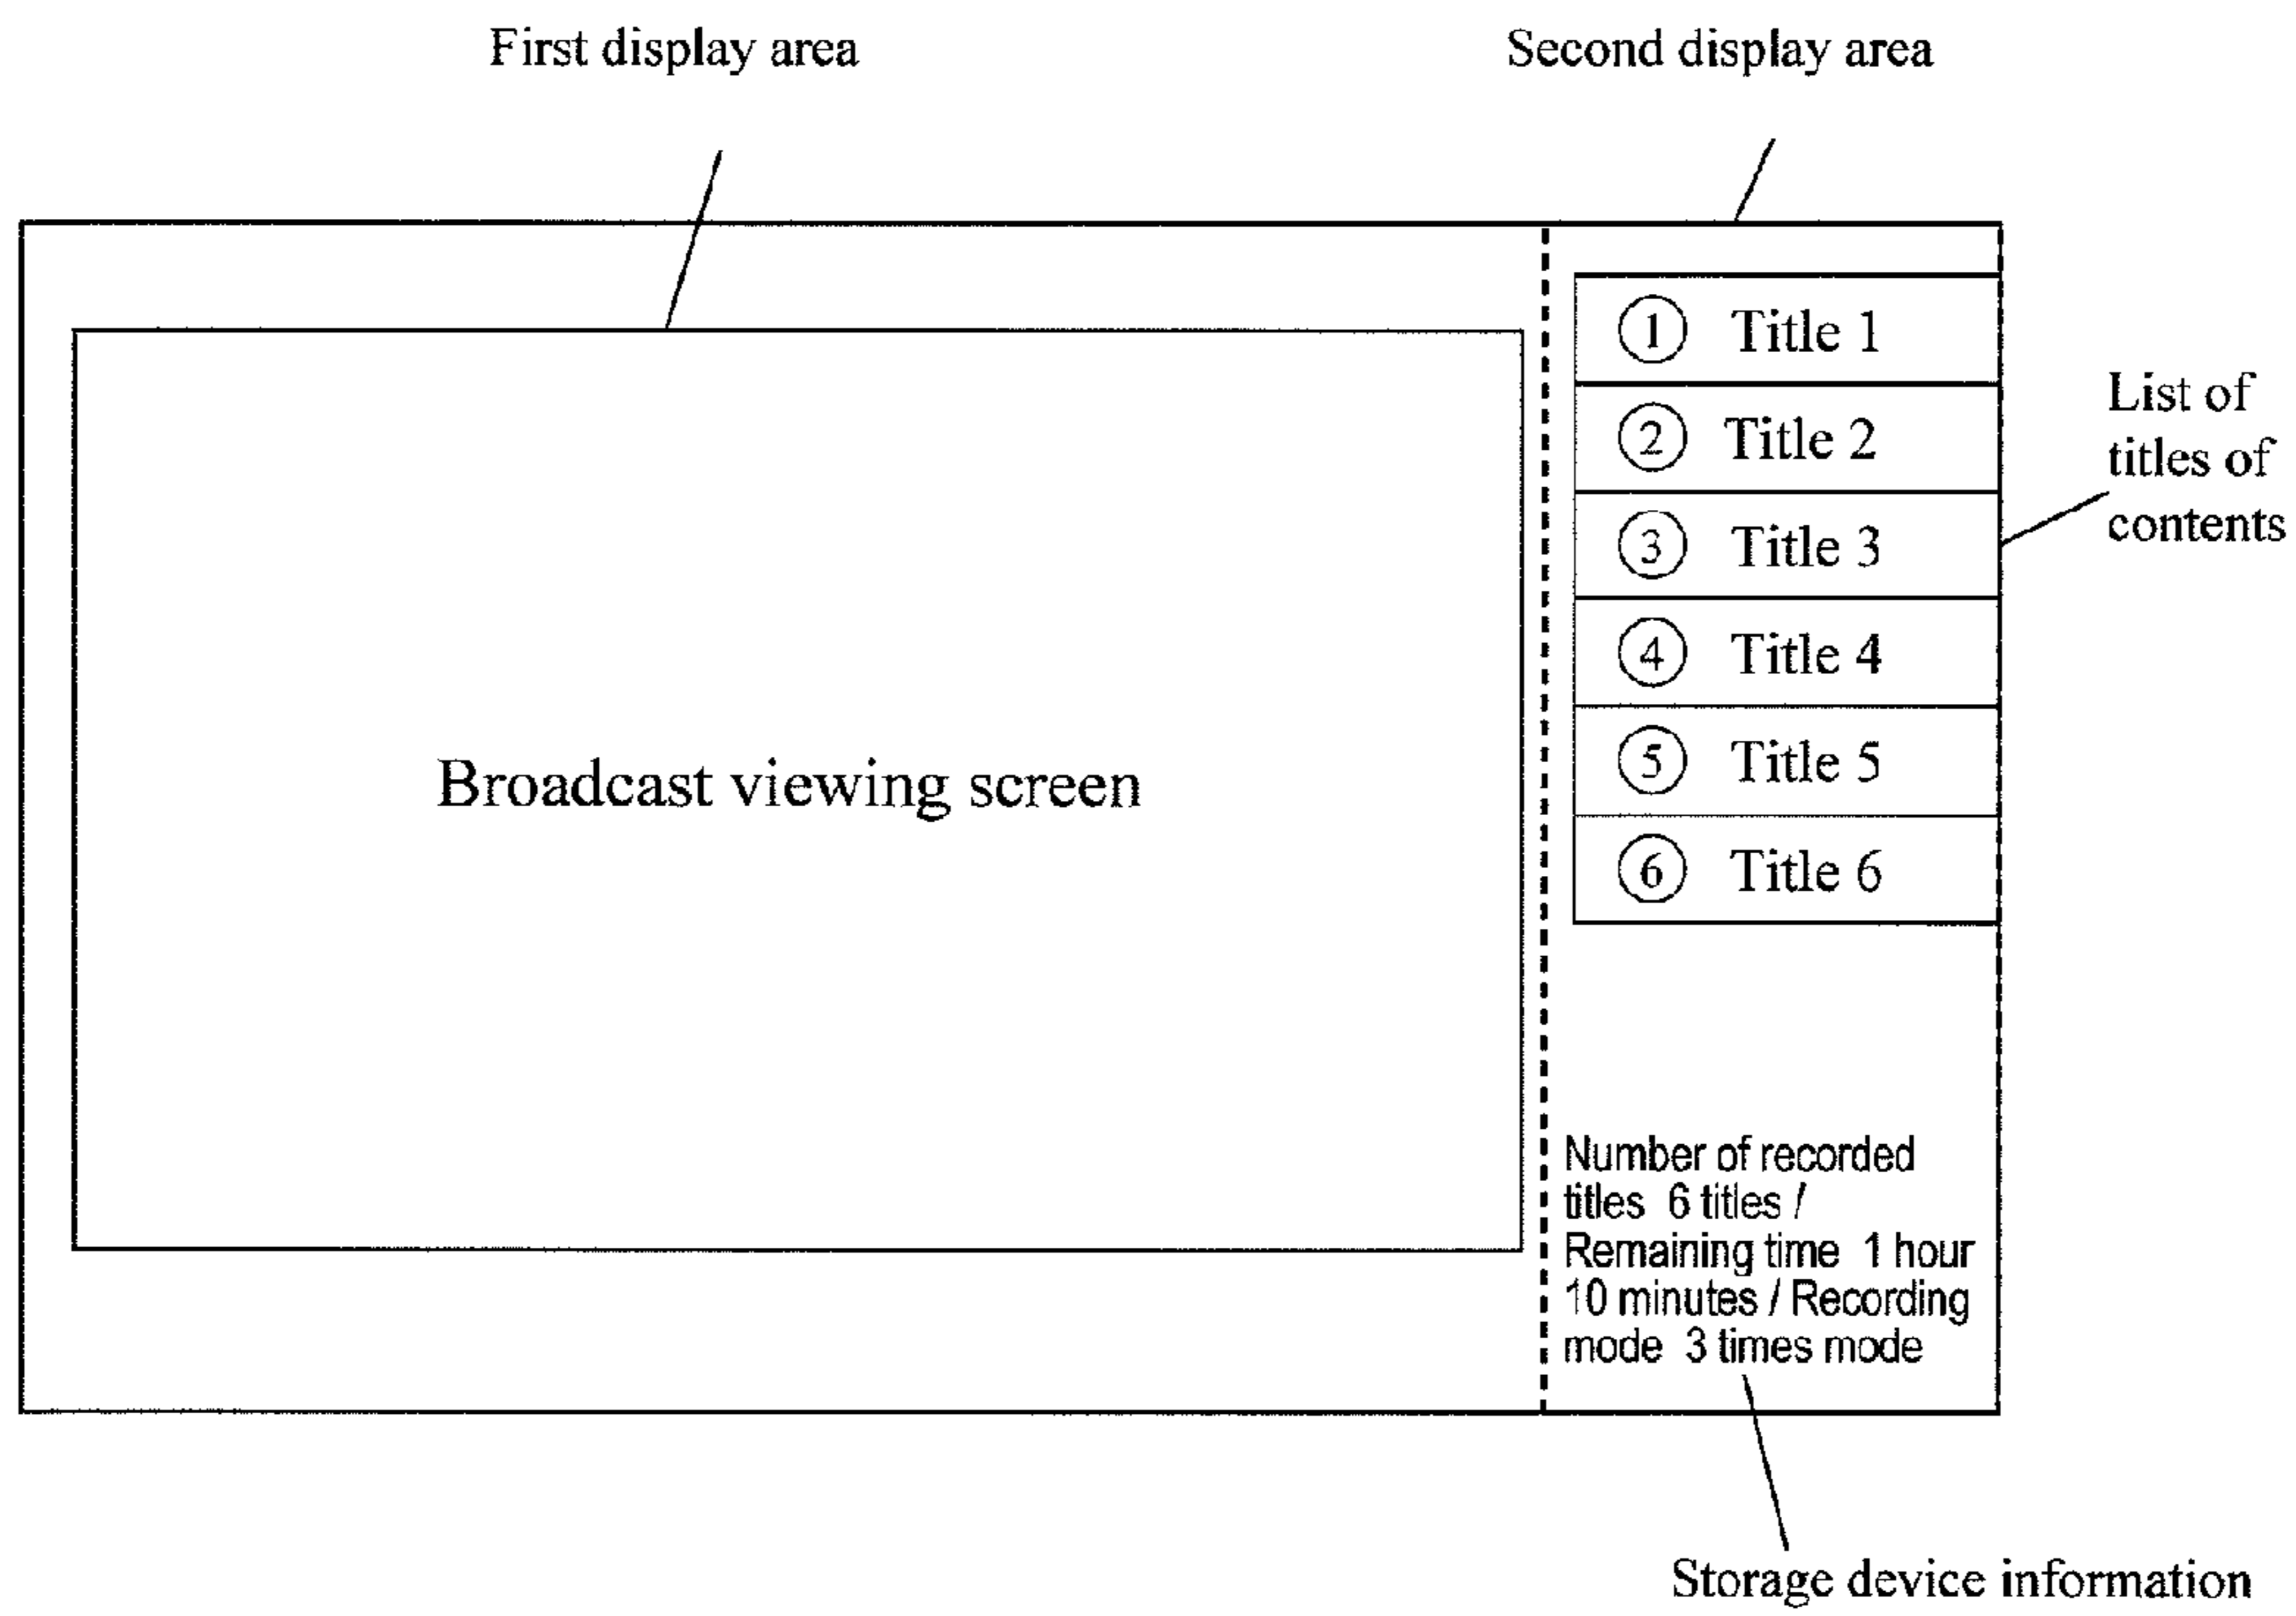 First display area
Second display area
① Title 1
② Title 2
③ Title 3
④ Title 4
⑤ Title 5
⑥ Title 6
List of
titles of
contents
Broadcast viewing screen
Number of recorded
titles 6 titles /
Remaining time 1 hour
10 minutes / Recording
mode 3 times mode
Storage device information